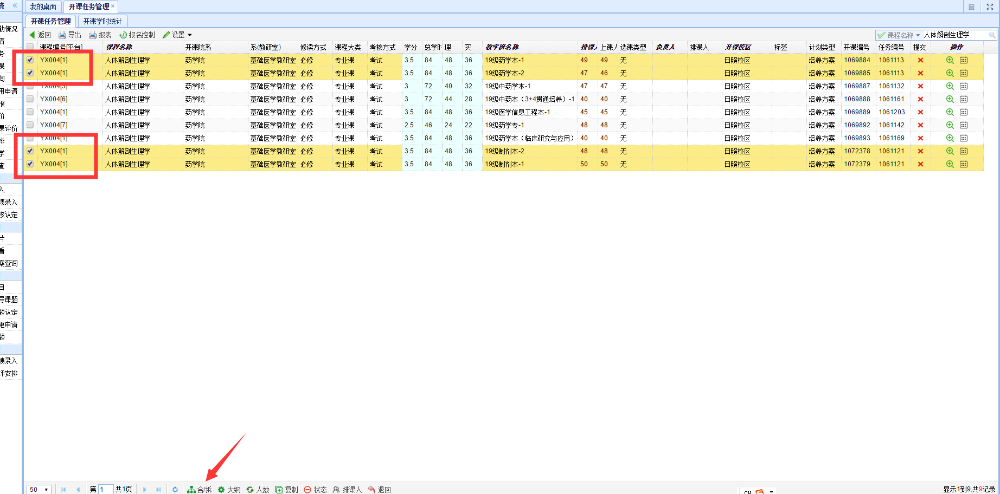 统
我的桌面 开课任务管理 ×
开课任务管理 开课学时统计
返回 导出 报表 报名控制 设置 课程名称 人体解剖生理学
课程编号[平台] 课程名称 开课院系 系(教研室) 修读方式 课程大类 考核方式 学分 总学时 理 实 教学班名称 排课人 上课人 选课类型 负责人 排课人 开课校区 标签 计划类型 开课编号 任务编号 提交 操作
YX004[1] 人体解剖生理学 药学院 基础医学教研室 必修 专业课 考试 3.5 84 48 36 19级药学本-1 49 49 无 日照校区 培养方案 1069884 1061113
YX004[1] 人体解剖生理学 药学院 基础医学教研室 必修 专业课 考试 3.5 84 48 36 19级药学本-2 47 46 无 日照校区 培养方案 1069885 1061113
YX004[3] 人体解剖生理学 药学院 基础医学教研室 必修 专业课 考试 3 72 40 32 19级中药学本-1 47 47 无 日照校区 培养方案 1069887 1061132
YX004[6] 人体解剖生理学 药学院 基础医学教研室 必修 专业课 考试 3 72 44 28 19级中药本（3+4贯通培养）-1 40 40 无 日照校区 培养方案 1069888 1061161
YX004[1] 人体解剖生理学 药学院 基础医学教研室 必修 专业课 考试 3.5 84 48 36 19级医学信息工程本-1 45 45 无 日照校区 培养方案 1069889 1061203
YX004[7] 人体解剖生理学 药学院 基础医学教研室 必修 专业课 考试 2.5 46 24 22 19级药学专-1 48 48 无 日照校区 培养方案 1069892 1061142
YX004[1] 人体解剖生理学 药学院 基础医学教研室 必修 专业课 考试 3.5 84 48 36 19级药学本（临床研究与应用） 40 40 无 日照校区 培养方案 1069893 1061169
YX004[1] 人体解剖生理学 药学院 基础医学教研室 必修 专业课 考试 3.5 84 48 36 19级制剂本-2 48 48 无 日照校区 培养方案 1072378 1061121
YX004[1] 人体解剖生理学 药学院 基础医学教研室 必修 专业课 考试 3.5 84 48 36 19级制剂本-1 50 50 无 日照校区 培养方案 1072379 1061121
勤情况
请
务
课
询
用申请
报
价
课评价
排
学
查
入
绩录入
核认定
片
看
案查询
目
导课题
题认定
更申请
题
绩录入
评安排
50 第 1 共1页 合/拆 大纲 人数 复制 状态 排课人 退回 显示1到9,共9记录